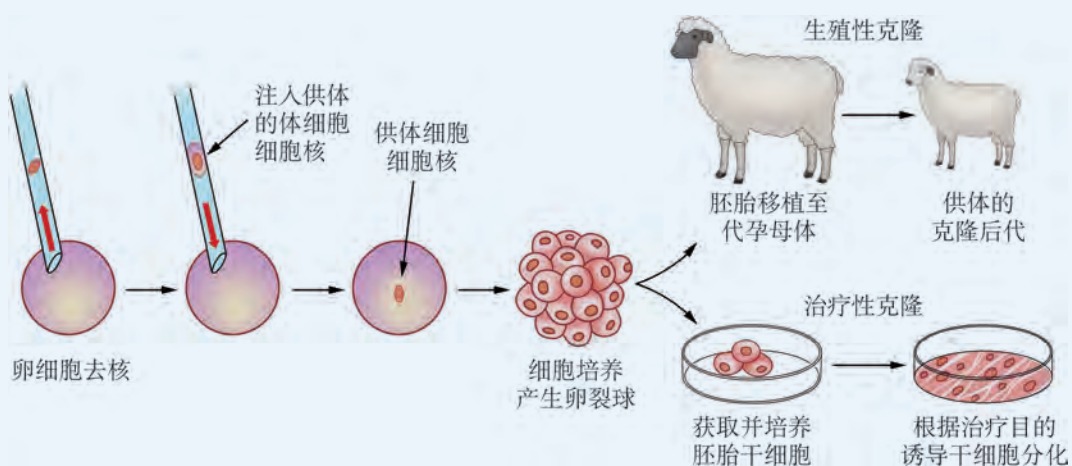 生殖性克隆
注入供体
的体细胞
细胞核
供体细胞
细胞核
胚胎移植至
代孕母体
供体的
克隆后代
治疗性克隆
卵细胞去核
细胞培养
产生卵裂球
获取并培养
胚胎干细胞
根据治疗目的
诱导干细胞分化